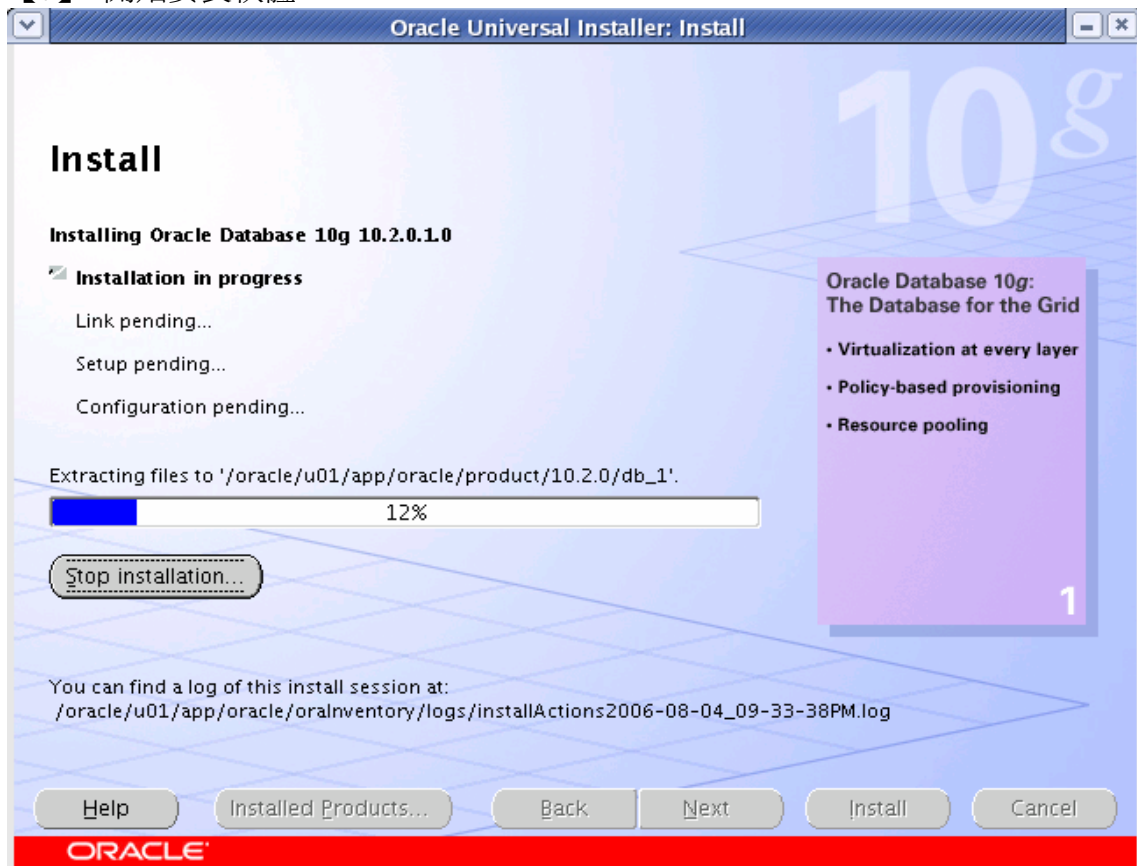 Oracle Universal Installer: Install
10g
Install
Installing Oracle Database 10g 10.2.0.1.0
Installation in progress
Link pending...
Setup pending...
Configuration pending...
Oracle Database 10g:
The Database for the Grid
• Virtualization at every layer
• Policy-based provisioning
• Resource pooling
1
Extracting files to '/oracle/u01/app/oracle/product/10.2.0/db_1'.
12%
Stop installation...
You can find a log of this install session at:
/oracle/u01/app/oracle/oraInventory/logs/installActions2006-08-04_09-33-38PM.log
Help Installed Products... Back Next Install Cancel
ORACLE